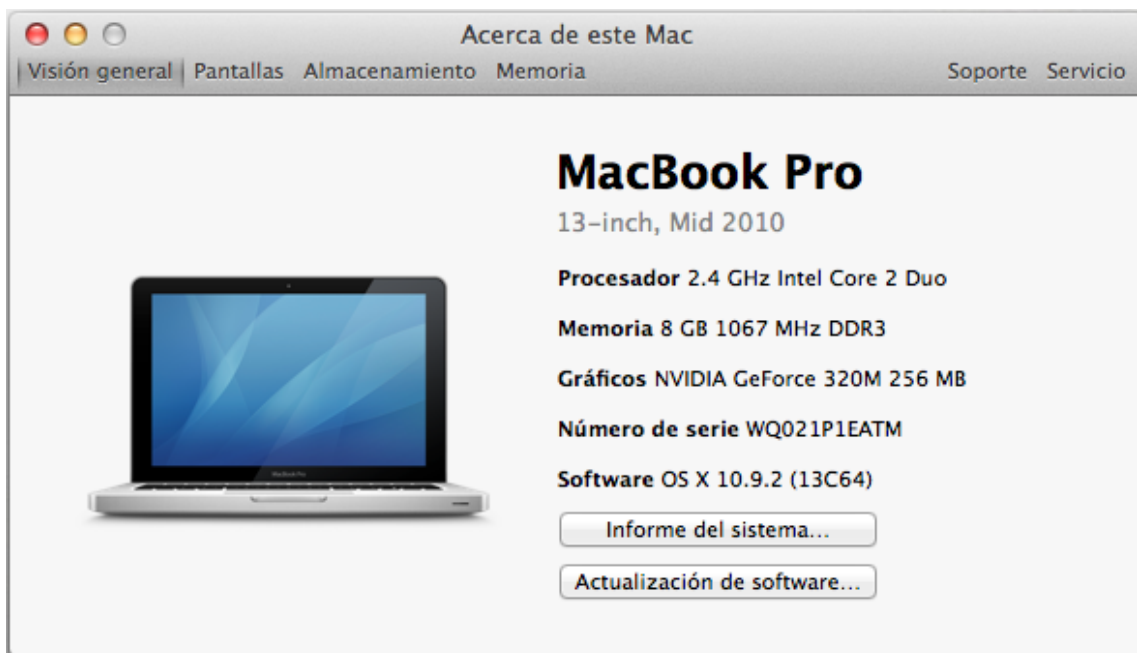 Acerca de este Mac
Visión general Pantallas Almacenamiento Memoria Soporte Servicio
MacBook Pro
13-inch, Mid 2010
Procesador 2.4 GHz Intel Core 2 Duo
Memoria 8 GB 1067 MHz DDR3
Gráficos NVIDIA GeForce 320M 256 MB
Número de serie WQ021P1EATM
Software OS X 10.9.2 (13C64)
MacBook Pro
Informe del sistema...
Actualización de software...